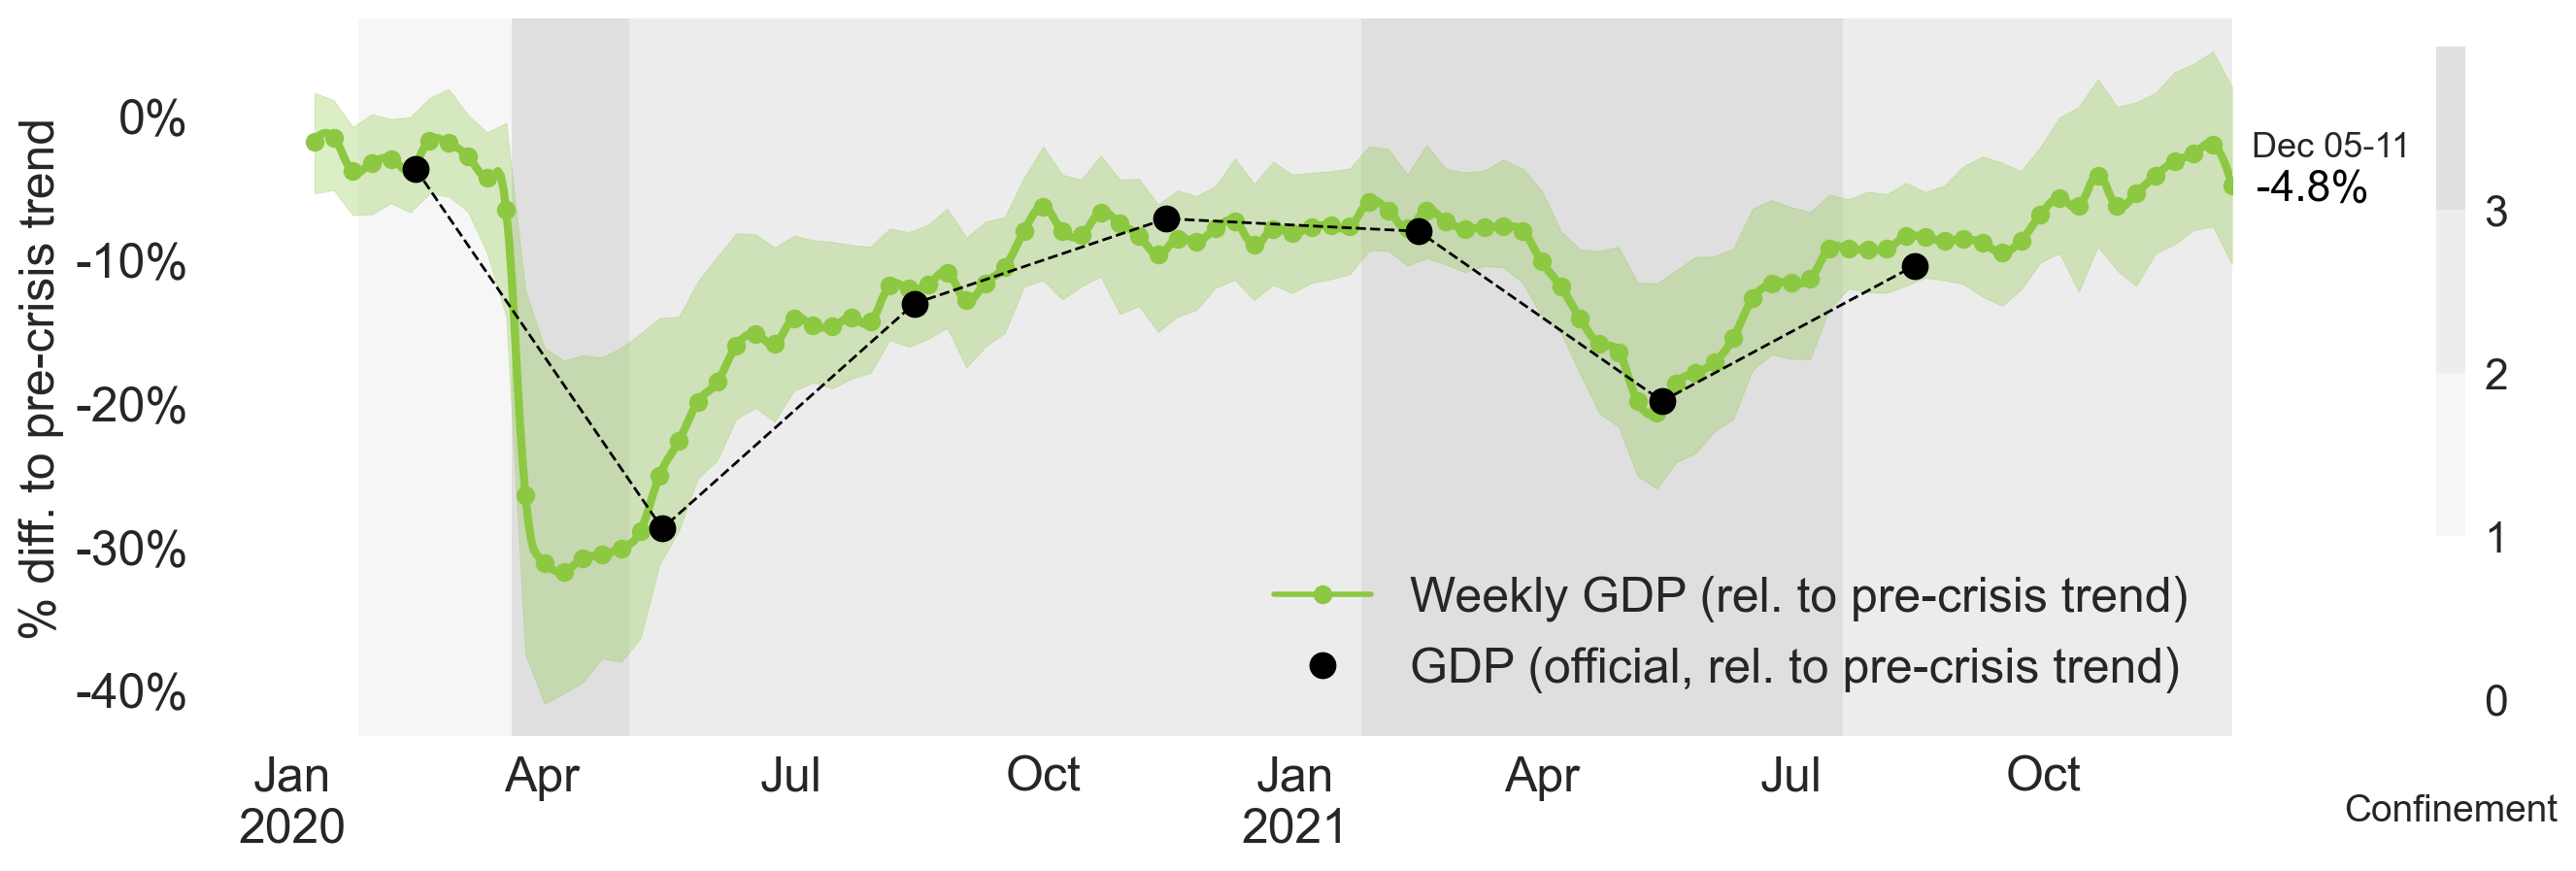 % diff. to pre-crisis trend
0%
-10%
-20%
-30%
-40%
Jan
2020
Apr
Jul
Oct
Jan
2021
Apr
Jul
Oct
Weekly GDP (rel. to pre-crisis trend)
GDP (official, rel. to pre-crisis trend)
Dec 05-11
-4.8%
3
2
1
0
Confinement